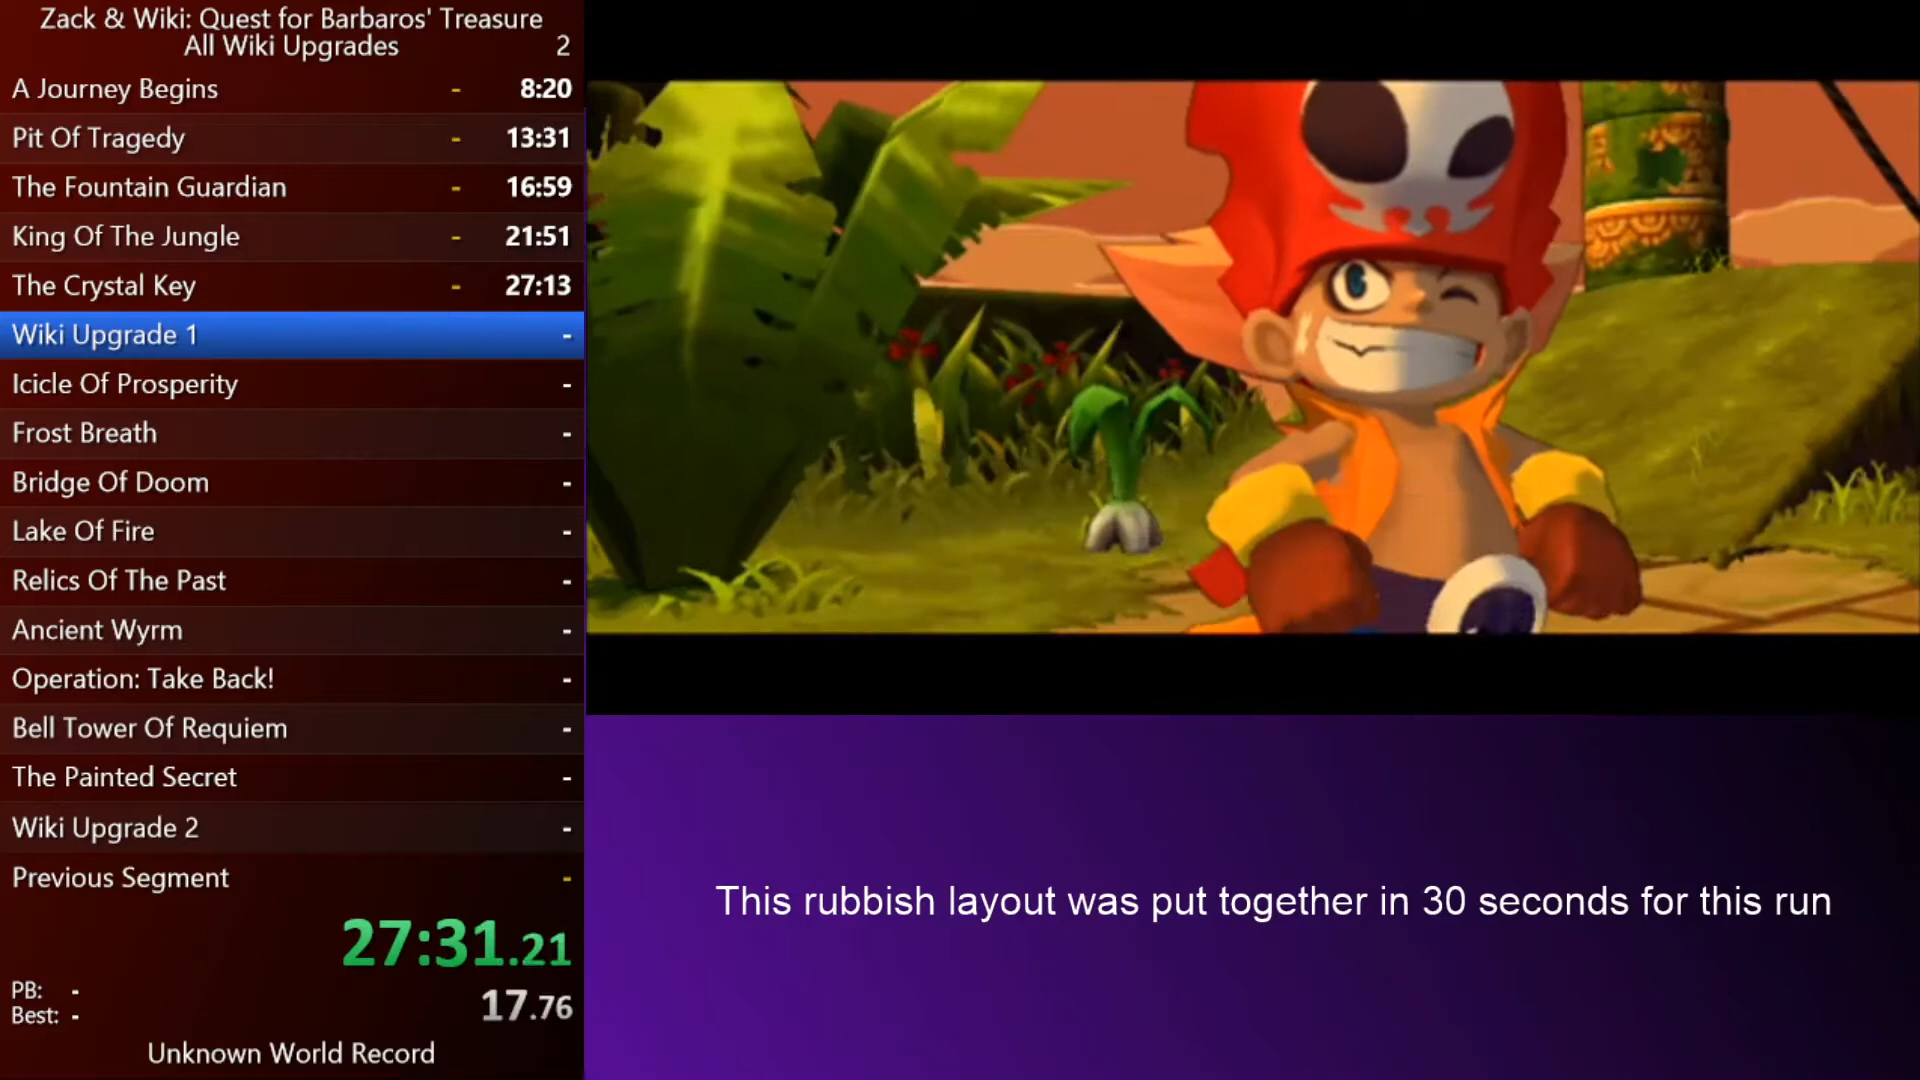 Zack & Wiki: Quest for Barbaros' Treasure
All Wiki Upgrades 2
A Journey Begins - 8:20
Pit Of Tragedy - 13:31
The Fountain Guardian - 16:59
King Of The Jungle - 21:51
The Crystal Key - 27:13
Wiki Upgrade 1 -
Icicle Of Prosperity -
Frost Breath -
Bridge Of Doom -
Lake Of Fire -
Relics Of The Past -
Ancient Wyrm -
Operation: Take Back! -
Bell Tower Of Requiem -
The Painted Secret -
Wiki Upgrade 2 -
Previous Segment -
27:31.21
PB: -
Best: -
17.76
Unknown World Record
This rubbish layout was put together in 30 seconds for this run